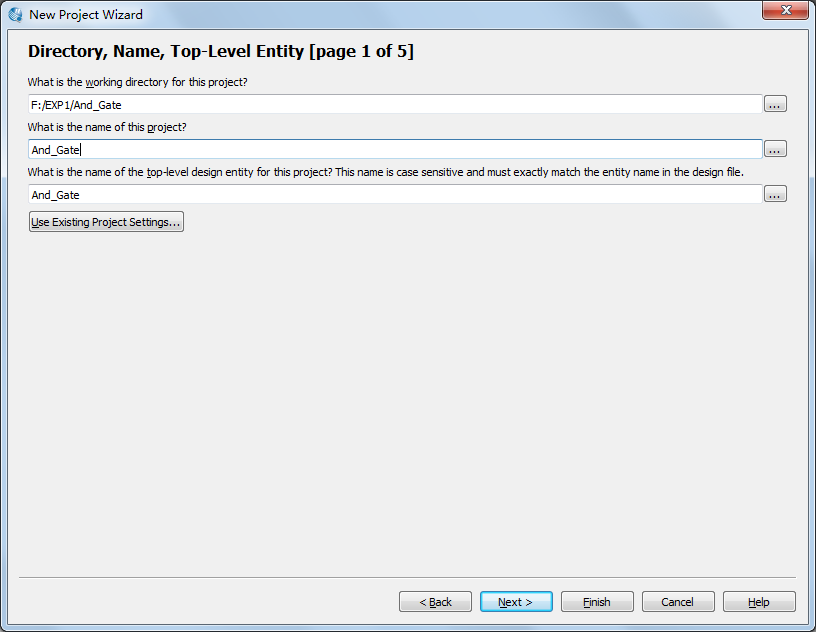 New Project Wizard
Directory, Name, Top-Level Entity [page 1 of 5]
What is the working directory for this project?
F:/EXP1/And_Gate
...
What is the name of this project?
And_Gate
...
What is the name of the top-level design entity for this project? This name is case sensitive and must exactly match the entity name in the design file.
And_Gate
...
Use Existing Project Settings...
< Back Next > Finish Cancel Help